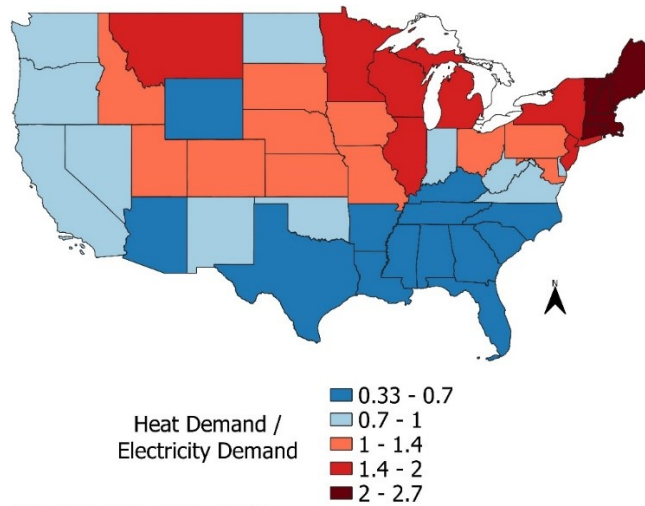 N
Heat Demand /
Electricity Demand
0.33 - 0.7
0.7 - 1
1 - 1.4
1.4 - 2
2 - 2.7